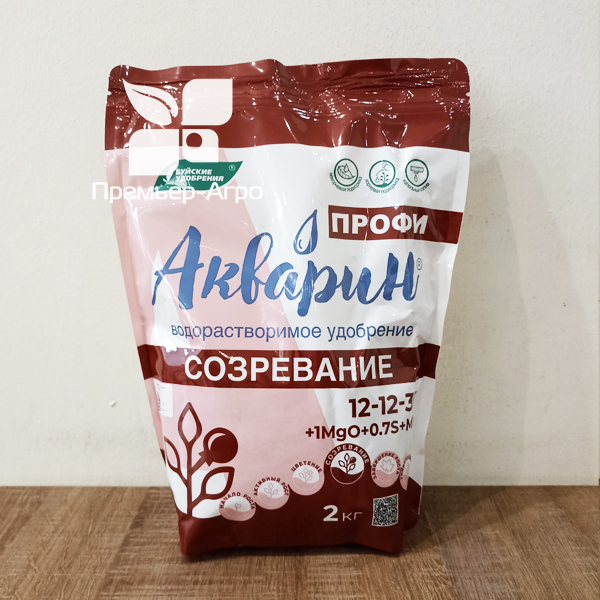 БУЙСКИЕ
УДОБРЕНИЯ
®
Премьер-Агро
ПРОФИ
Акварин®
водорастворимое удобрение
СОЗРЕВАНИЕ
12-12-3
+1MgO+0.7S+M
НАЧАЛО РОСТА
АКТИВНЫЙ РОСТ
ЦВЕТЕНИЕ
СОЗРЕВАНИЕ
2 кг